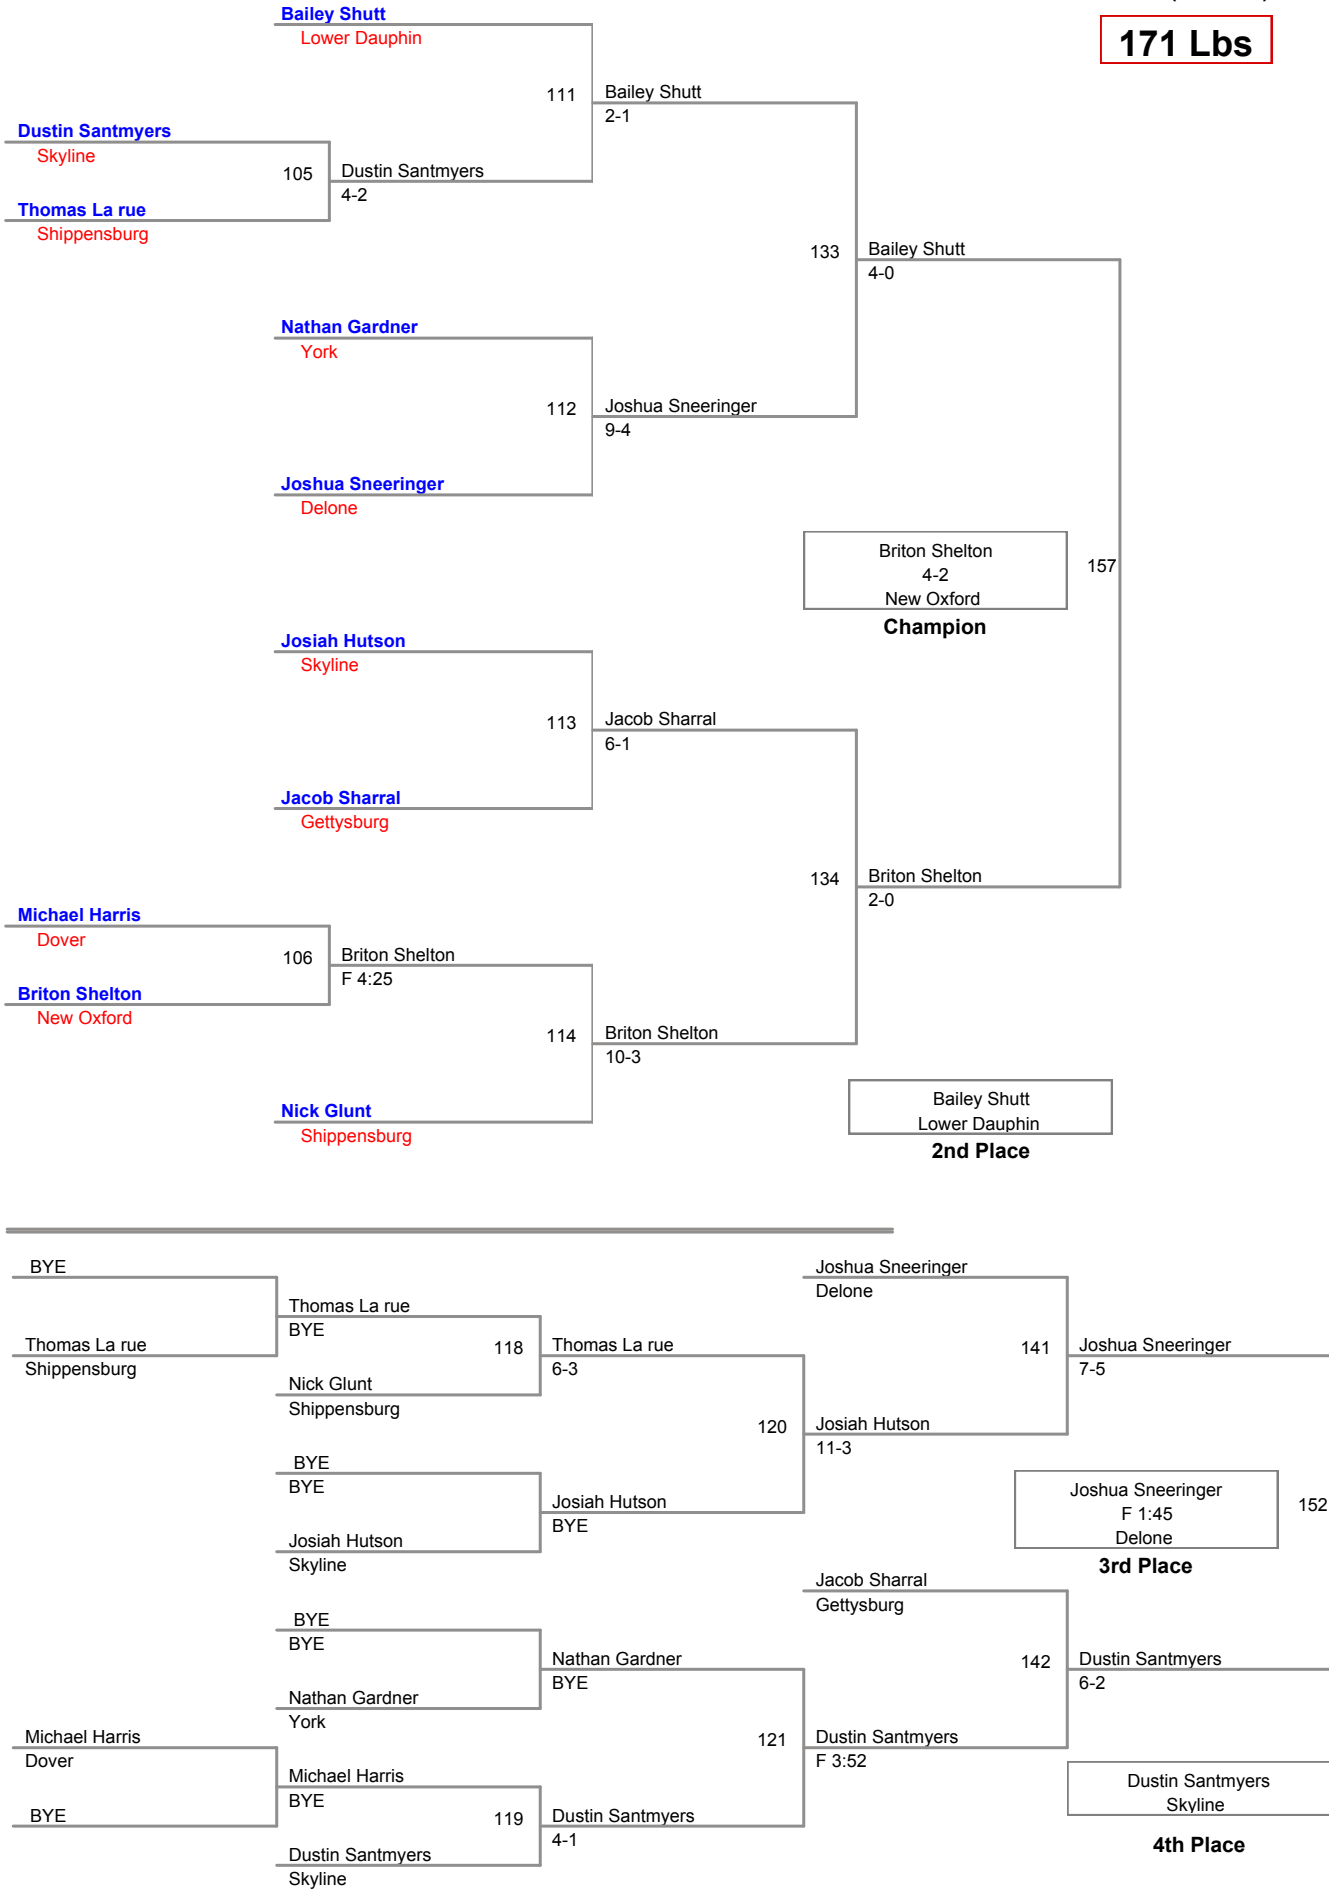 Bailey Shutt
Lower Dauphin
171 Lbs
111
Bailey Shutt
2-1
Dustin Santmyers
Skyline
105
Dustin Santmyers
4-2
Thomas La rue
Shippensburg
133
Bailey Shutt
4-0
Nathan Gardner
York
112
Joshua Sneeringer
9-4
Joshua Sneeringer
Delone
Briton Shelton
4-2
New Oxford
157
Champion
Josiah Hutson
Skyline
113
Jacob Sharral
6-1
Jacob Sharral
Gettysburg
134
Briton Shelton
2-0
Michael Harris
Dover
106
Briton Shelton
F 4:25
Briton Shelton
New Oxford
114
Briton Shelton
10-3
Nick Glunt
Shippensburg
Bailey Shutt
Lower Dauphin
2nd Place
BYE
Thomas La rue
BYE
Thomas La rue
Shippensburg
118
Thomas La rue
6-3
Nick Glunt
Shippensburg
Joshua Sneeringer
Delone
141
Joshua Sneeringer
7-5
120
Josiah Hutson
11-3
BYE
BYE
Josiah Hutson
BYE
Josiah Hutson
Skyline
Joshua Sneeringer
F 1:45
Delone
152
3rd Place
Jacob Sharral
Gettysburg
BYE
BYE
Nathan Gardner
BYE
142
Dustin Santmyers
6-2
Nathan Gardner
York
Michael Harris
Dover
121
Dustin Santmyers
F 3:52
Michael Harris
BYE
BYE
119
Dustin Santmyers
4-1
Dustin Santmyers
Skyline
Dustin Santmyers
Skyline
4th Place